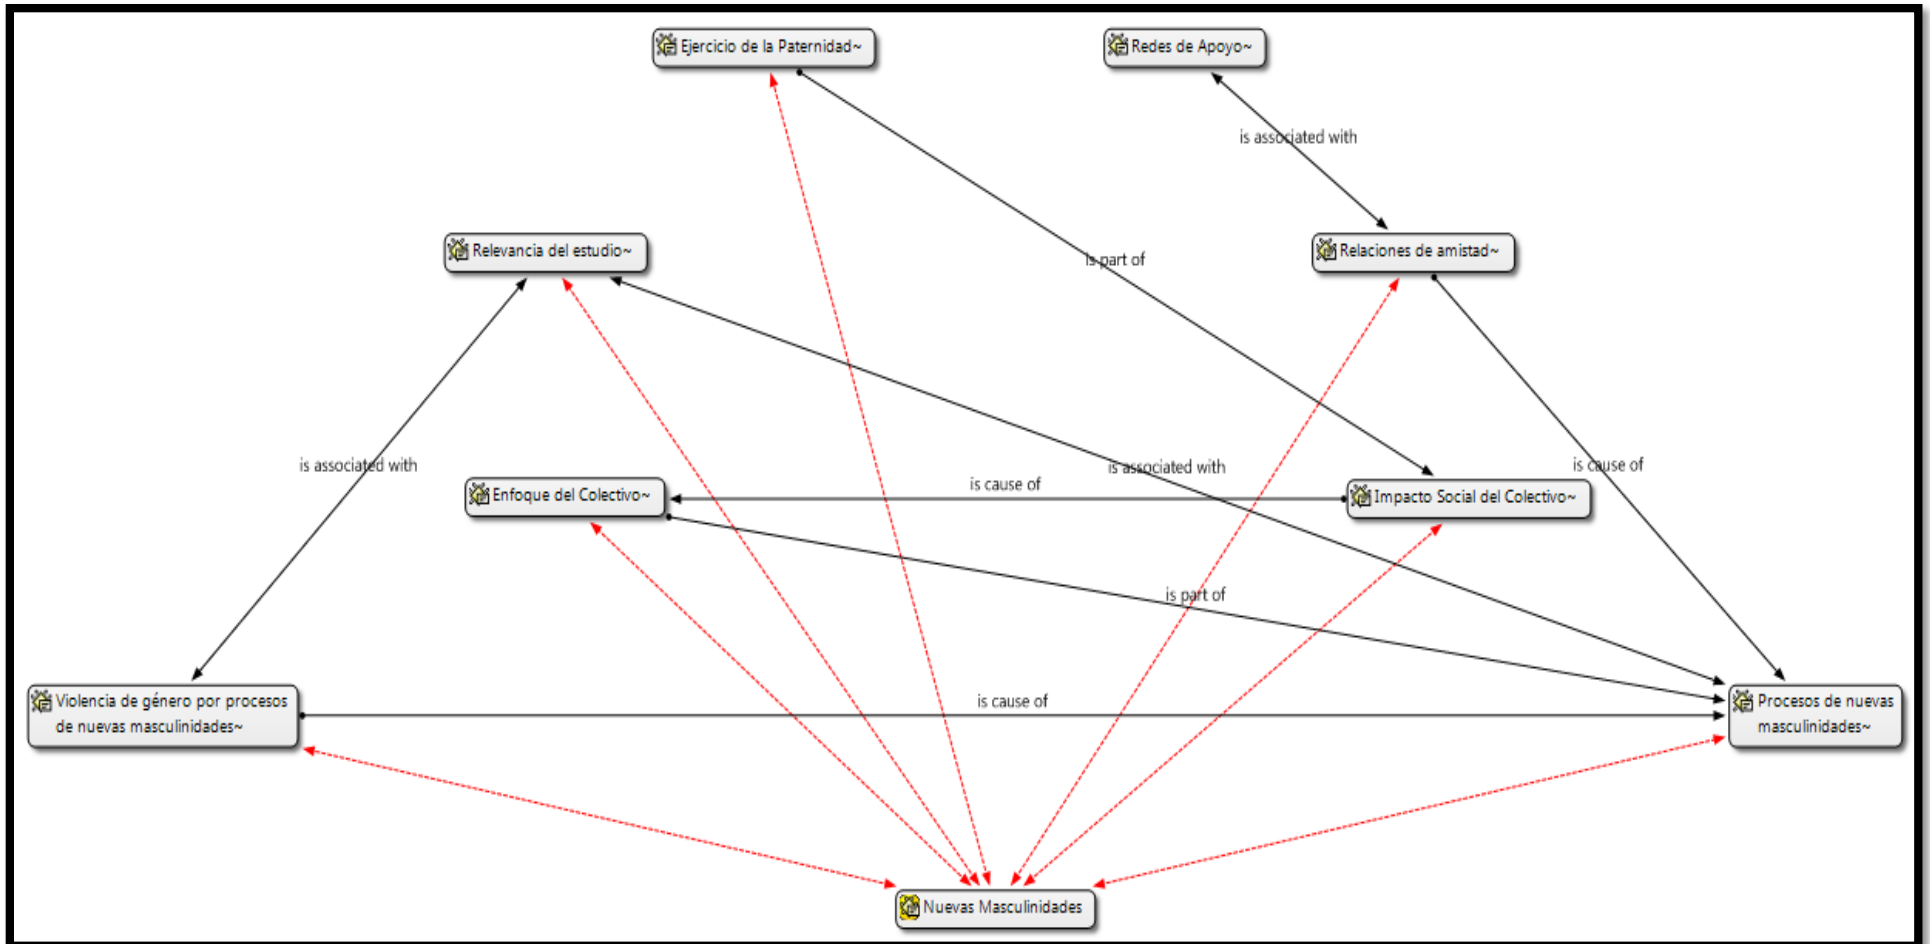 Ejercicio de la Paternidad~
Redes de Apoyo~
is associated with
Relevancia del estudio~
Relaciones de amistad~
is part of
is associated with
is associated with
is cause of
is cause of
Enfoque del Colectivo~
Impacto Social del Colectivo~
is part of
Violencia de género por procesos
de nuevas masculinidades~
is cause of
Procesos de nuevas
masculinidades~
Nuevas Masculinidades